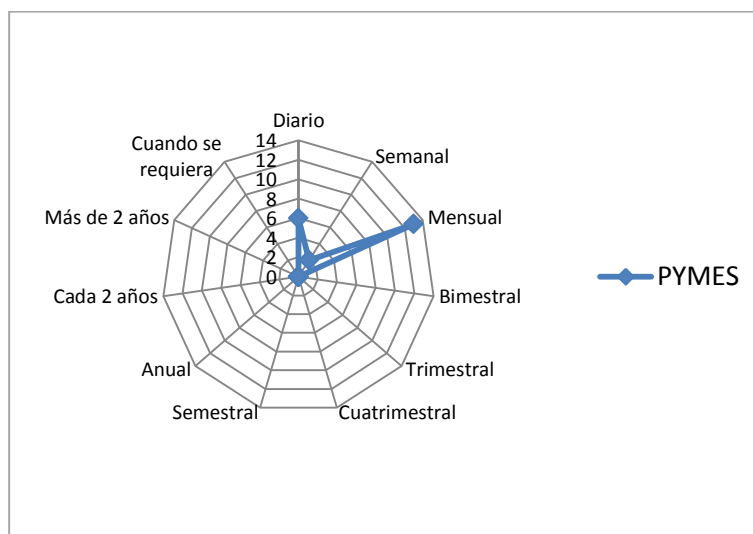 Diario
Semanal
Mensual
Bimestral
Trimestral
Cuatrimestral
Semestral
Anual
Cada 2 años
Más de 2 años
Cuando se
requiera
14
12
10
8
6
4
2
0
PYMES